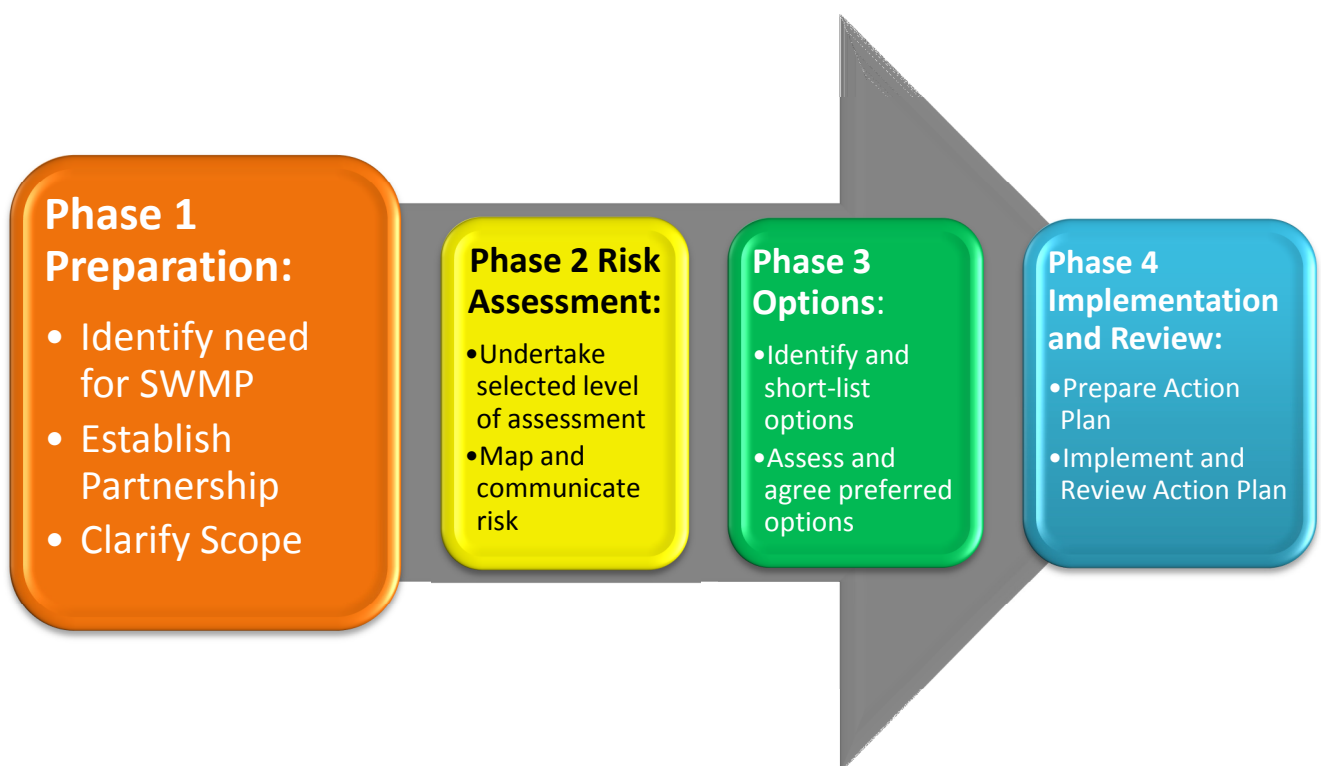 Phase 1
Preparation:
• Identify need
for SWMP
• Establish
Partnership
• Clarify Scope
Phase 2 Risk
Assessment:
•Undertake
selected level
of assessment
•Map and
communicate
risk
Phase 3
Options:
•Identify and
short-list
options
•Assess and
agree preferred
options
Phase 4
Implementation
and Review:
•Prepare Action
Plan
•Implement and
Review Action Plan